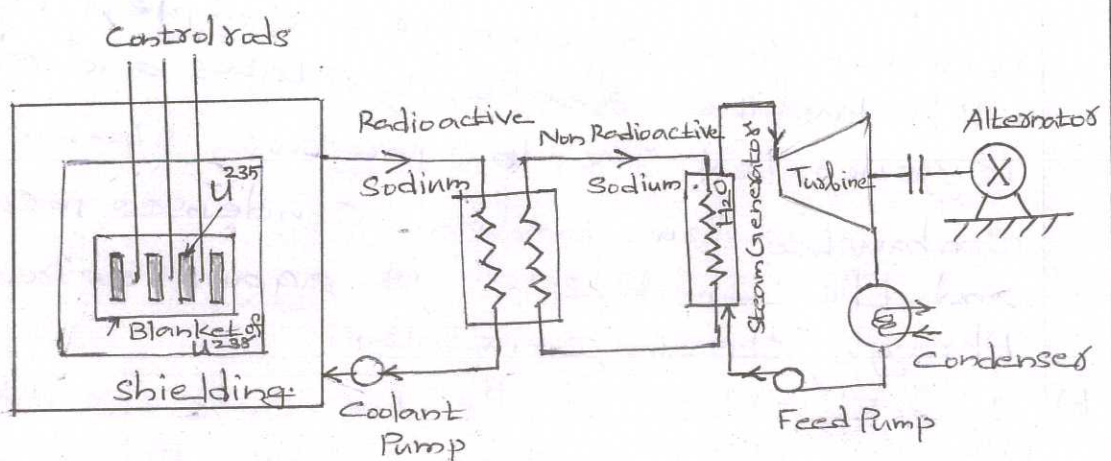 Control rods
Radioactive
Sodium.
Non Radioactive
Sodium.
H2O
Steam Generator
Turbine
Alternator
X
U235
Blanket of
U238
Shielding.
Coolant
Pump
Condenser
Feed Pump